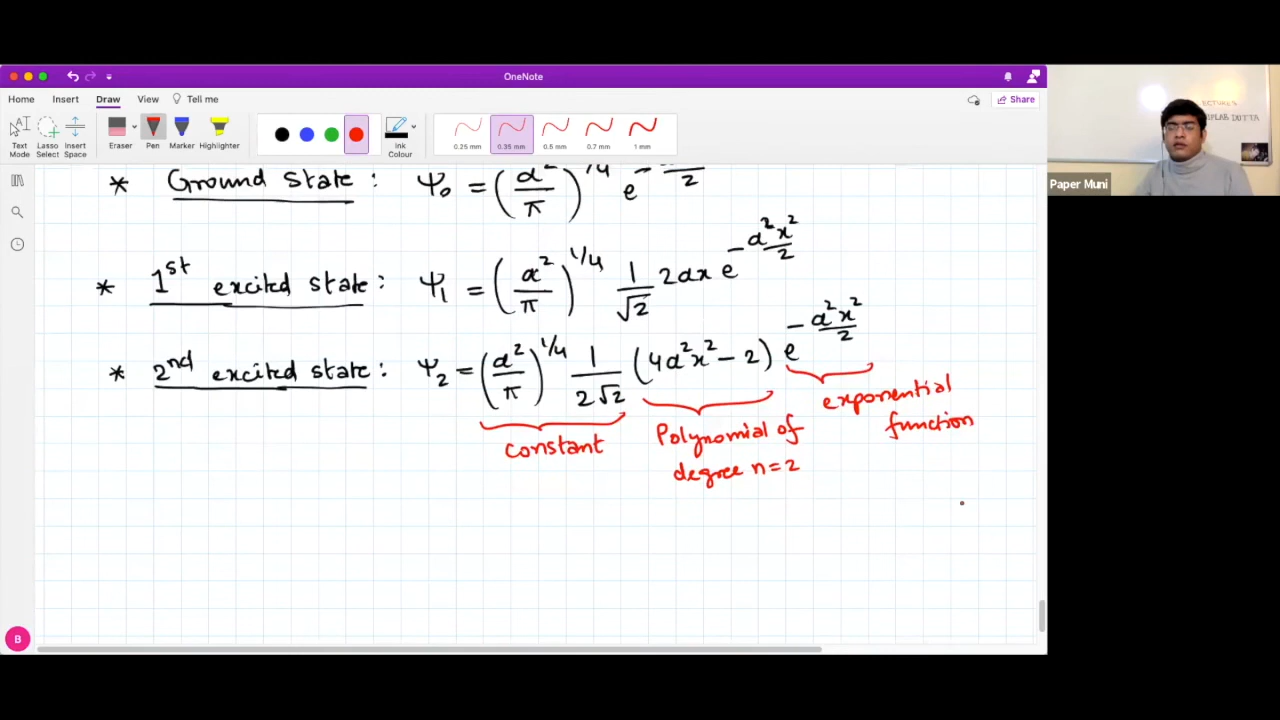 OneNote
Home Insert Draw View Tell me
Share
Text Mode
Lasso Select
Insert Space
Eraser
Pen
Marker
Highlighter
Ink Colour
0.25 mm 0.35 mm 0.5 mm 0.7 mm 1 mm
LECTURES
Paper Muni
* Ground state : Ψ₀ = (α²/π)^1/4 e^-
* 1st excited state : Ψ₁ = (α²/π)^1/4 1/√2 2αx e^-α²x²/2
* 2nd excited state : Ψ₂ = (α²/π)^1/4 1/2√2 (4α²x² - 2) e^-α²x²/2
constant
Polynomial of
degree n=2
exponential
function
B